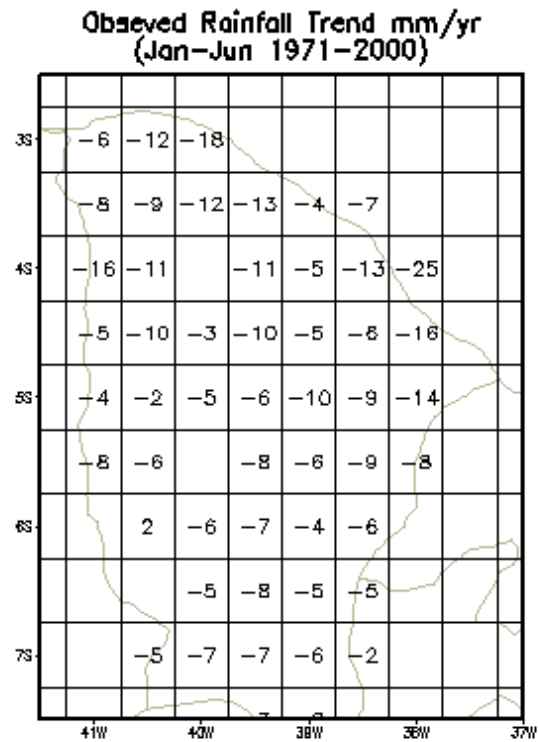 Obseved Rainfall Trend mm/yr
(Jan-Jun 1971-2000)
3S -6 -12 -18
-8 -9 -12 -13 -4 -7
4S -16 -11 -11 -5 -13 -25
-5 -10 -3 -10 -5 -6 -16
5S -4 -2 -5 -6 -10 -9 -14
-8 -6 -8 -6 -9 -8
6S 2 -6 -7 -4 -6
-5 -8 -5 -5
7S -5 -7 -7 -6 -2
41W 40W 39W 38W 37W